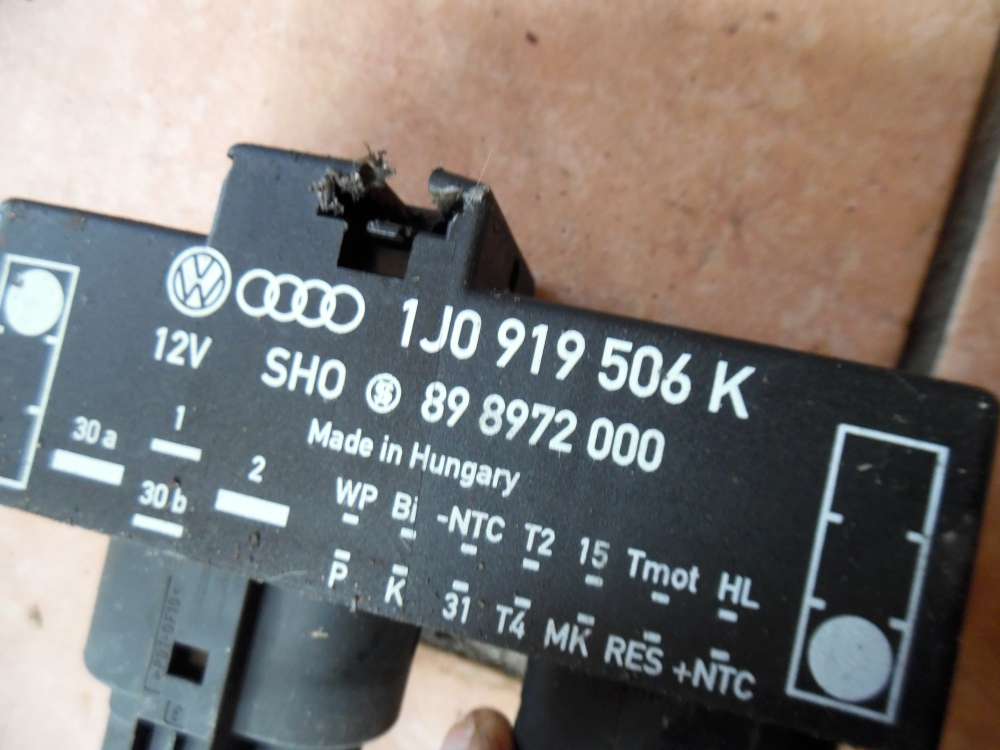 1J0 919 506 K
12V SHO 89 8972 000
Made in Hungary
30 a 1 30 b 2
WP Bi -NTC T2 15 Tmot HL
P K 31 T4 MK RES +NTC